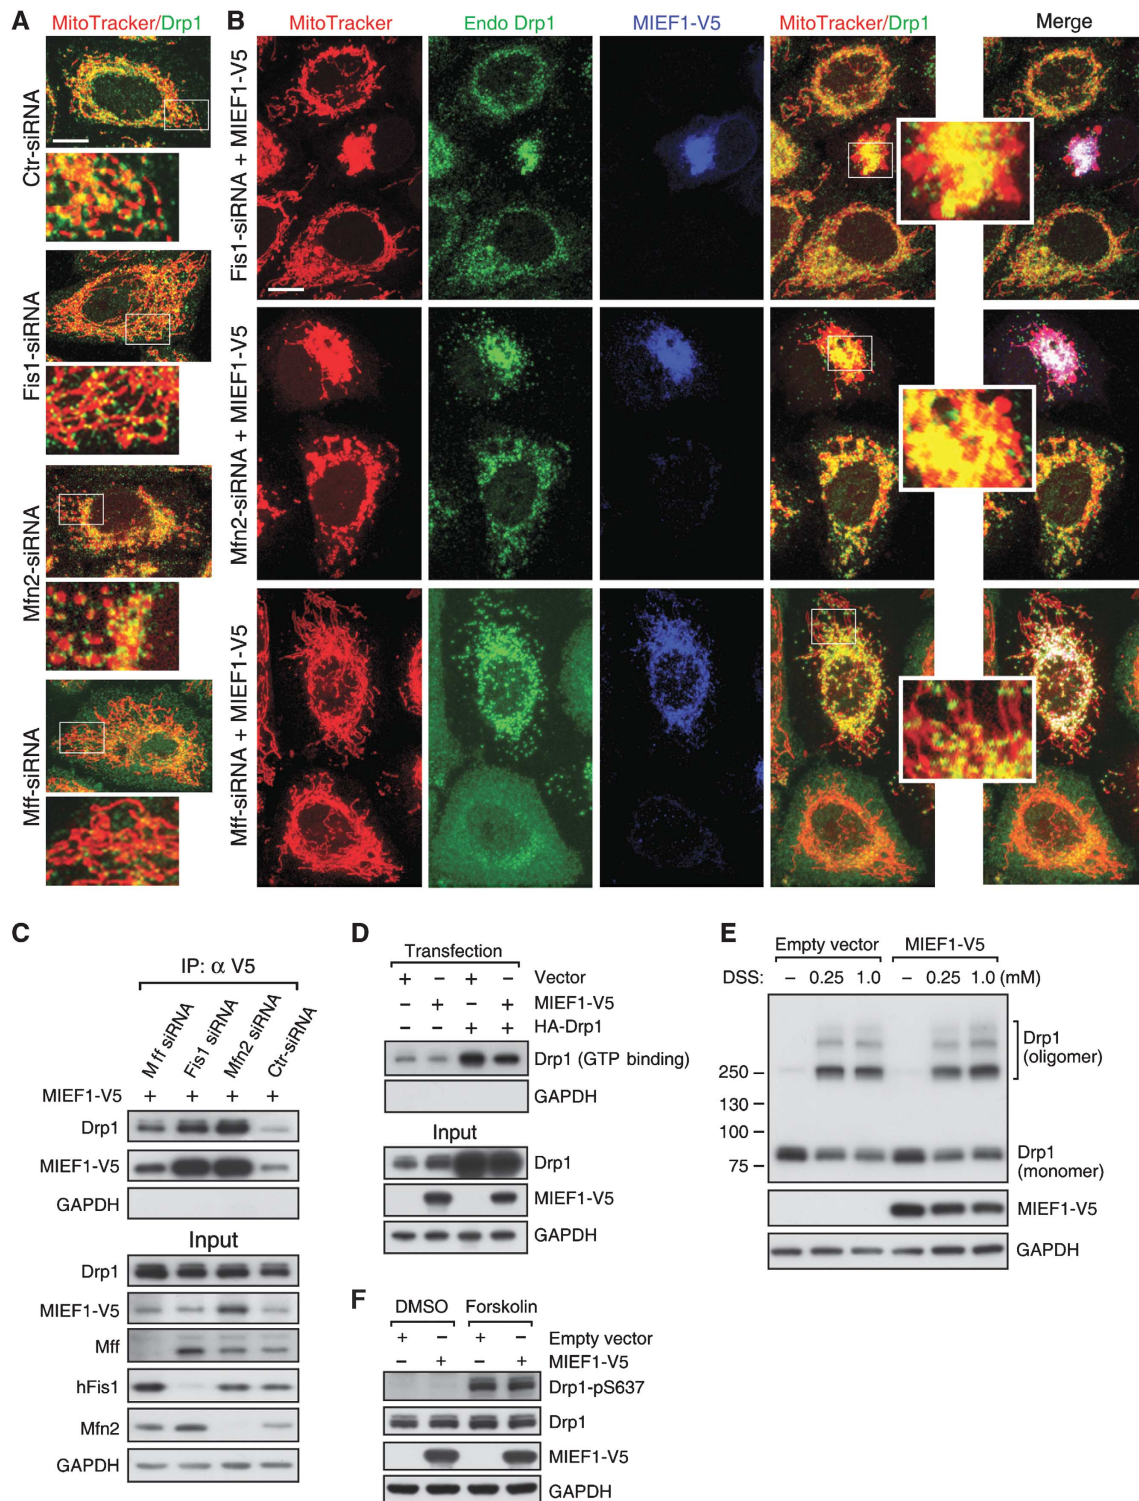 A
MitoTracker/Drp1
Ctr-siRNA
Fis1-siRNA
Mfn2-siRNA
Mff-siRNA
B
MitoTracker
Endo Drp1
MIEF1-V5
MitoTracker/Drp1
Merge
Fis1-siRNA + MIEF1-V5
Mfn2-siRNA + MIEF1-V5
Mff-siRNA + MIEF1-V5
C
IP: α V5
Mff siRNA
Fis1 siRNA
Mfn2 siRNA
Ctr-siRNA
MIEF1-V5 + + + +
Drp1
MIEF1-V5
GAPDH
Input
Drp1
MIEF1-V5
Mff
hFis1
Mfn2
GAPDH
D
Transfection
+ − + − Vector
− + − + MIEF1-V5
− − + + HA-Drp1
Drp1 (GTP binding)
GAPDH
Input
Drp1
MIEF1-V5
GAPDH
E
Empty vector MIEF1-V5
DSS: − 0.25 1.0 − 0.25 1.0 (mM)
Drp1
(oligomer)
250
130
100
75
Drp1
(monomer)
MIEF1-V5
GAPDH
F
DMSO Forskolin
+ − + − Empty vector
− + − + MIEF1-V5
Drp1-pS637
Drp1
MIEF1-V5
GAPDH